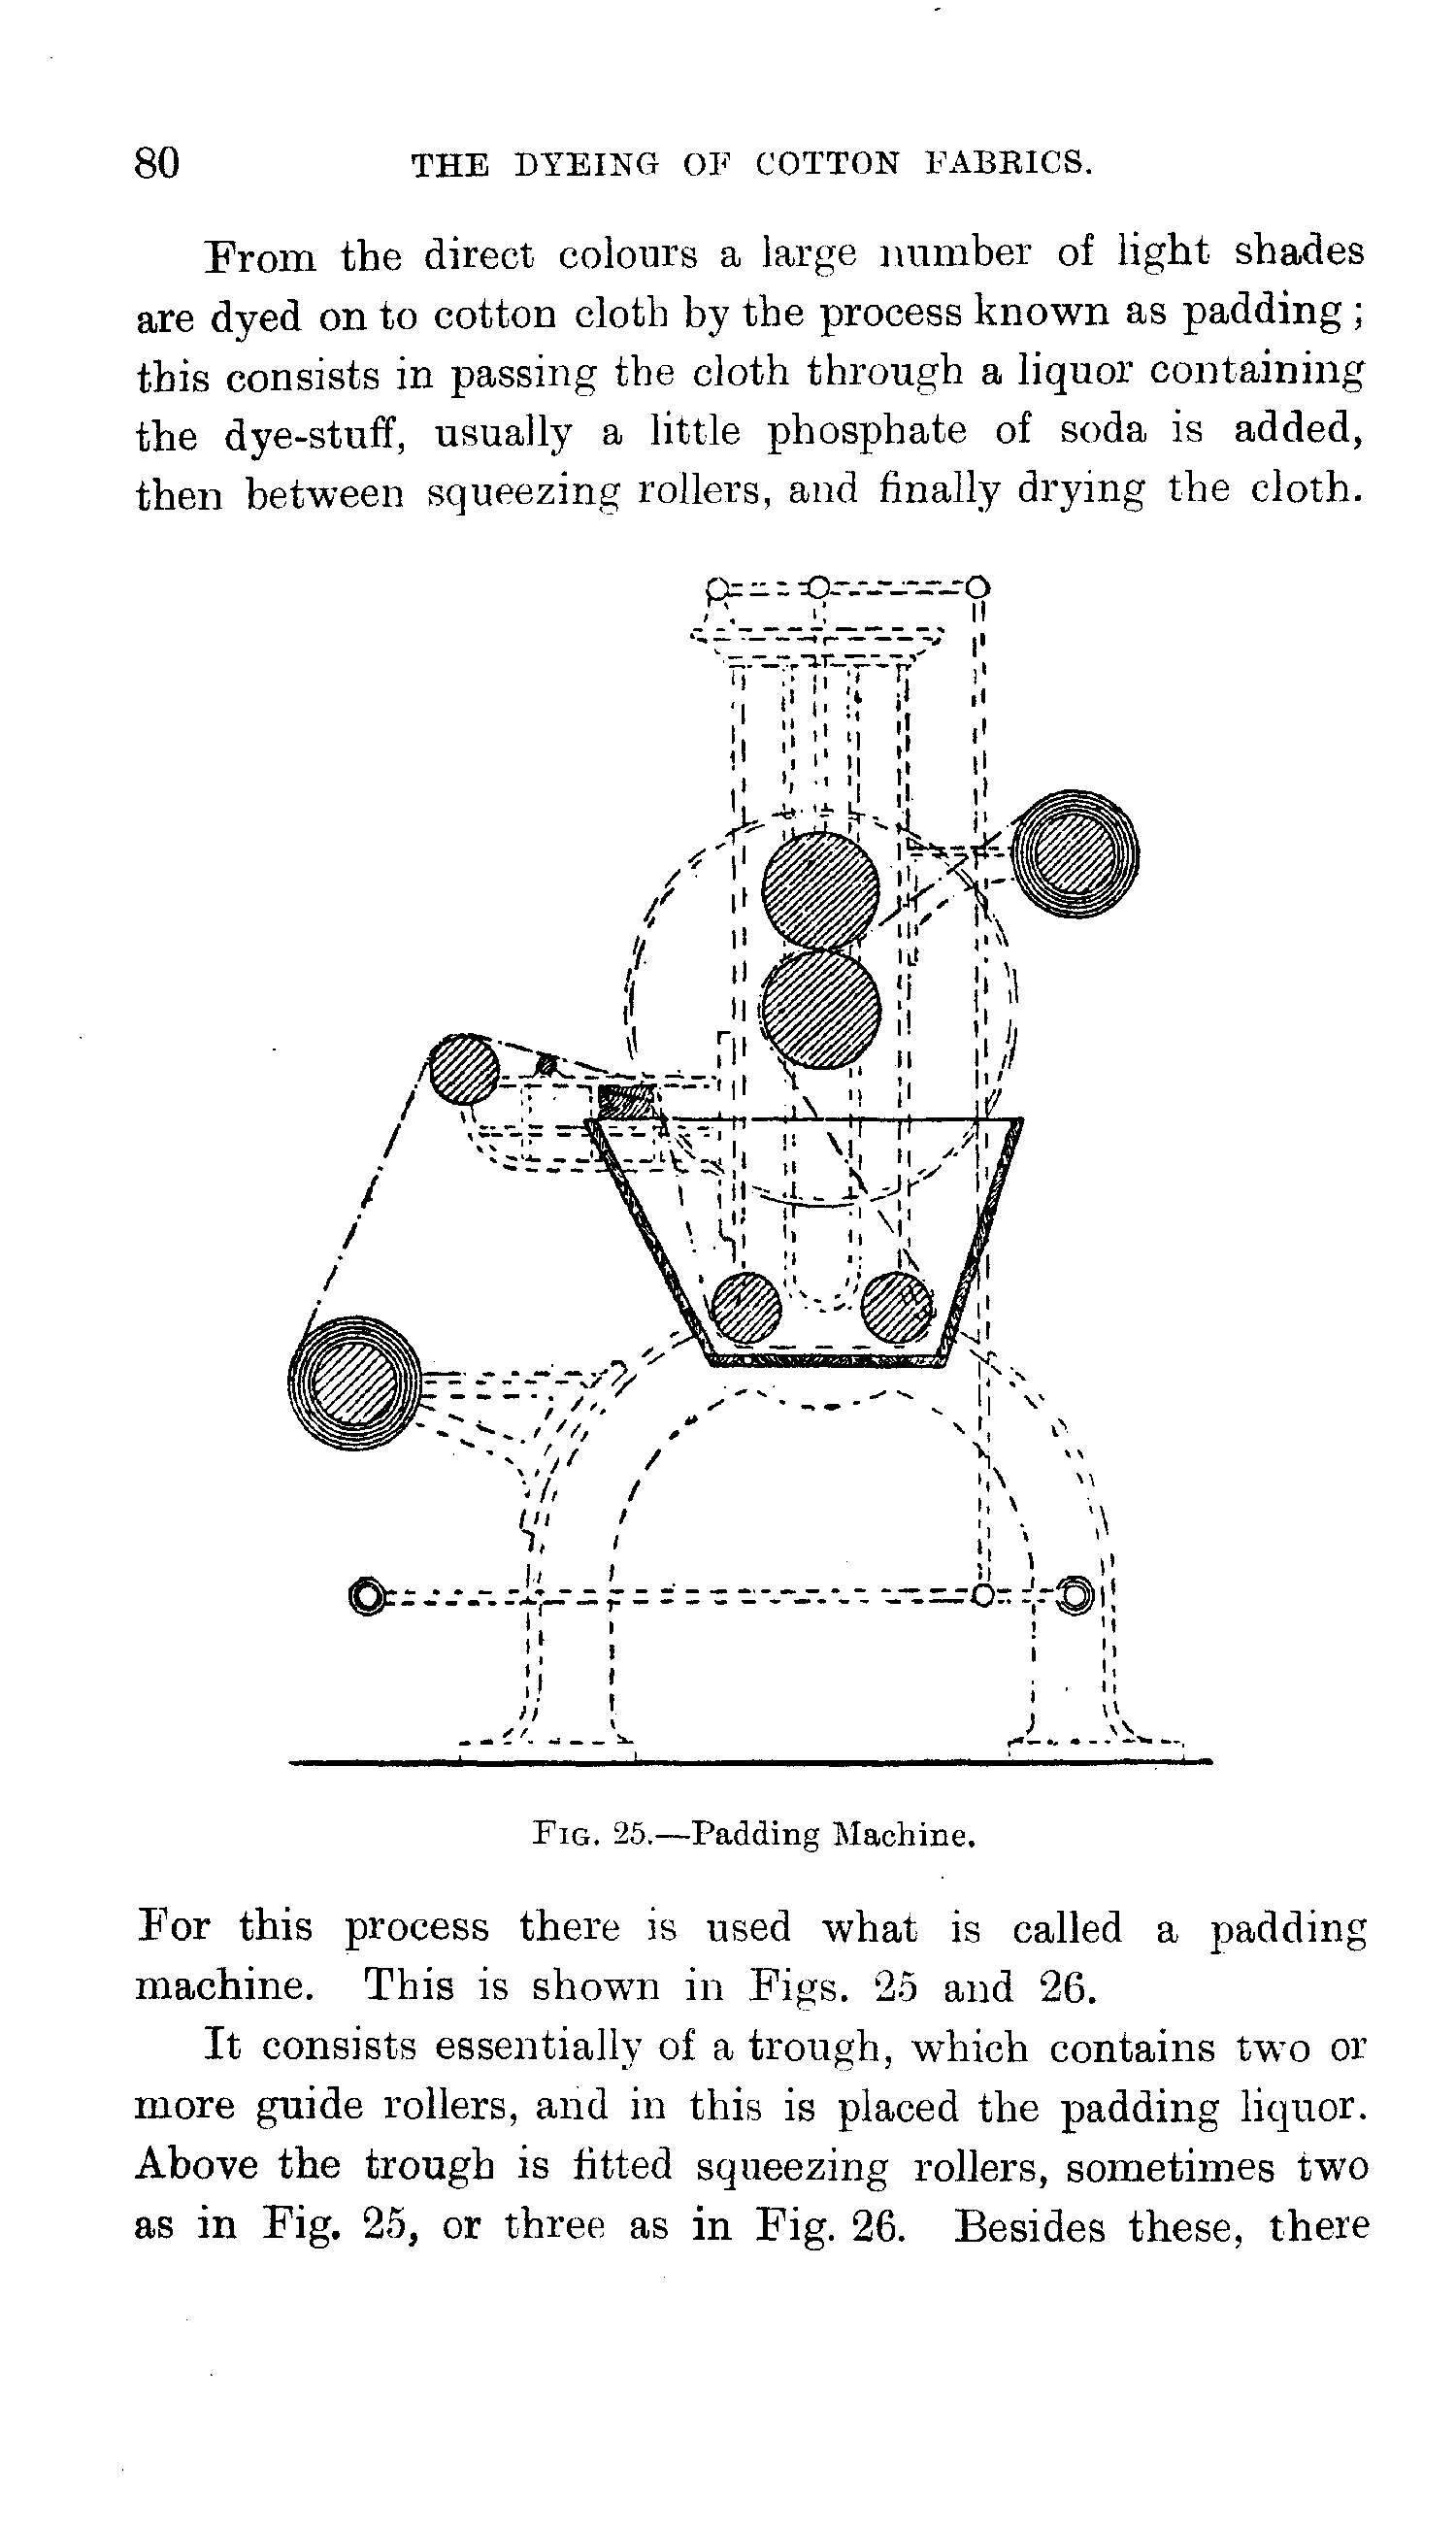 80 THE DYEING OF COTTON FABRICS.
From the direct colours a large number of light shades
are dyed on to cotton cloth by the process known as padding ;
this consists in passing the cloth through a liquor containing
the dye-stuff, usually a little phosphate of soda is added,
then between squeezing rollers, and finally drying the cloth.
FIG. 25.—Padding Machine.
For this process there is used what is called a padding
machine. This is shown in Figs. 25 and 26.
It consists essentially of a trough, which contains two or
more guide rollers, and in this is placed the padding liquor.
Above the trough is fitted squeezing rollers, sometimes two
as in Fig. 25, or three as in Fig. 26. Besides these, there